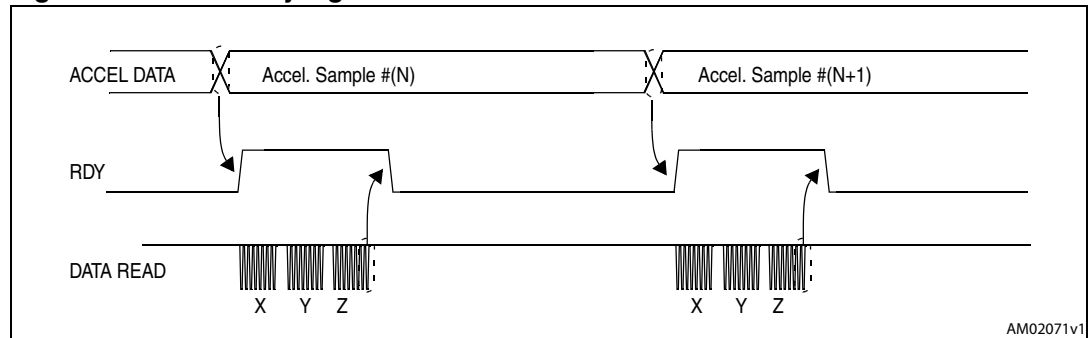 ACCEL DATA Accel. Sample #(N) Accel. Sample #(N+1)
RDY
DATA READ
X Y Z X Y Z
AM02071v1